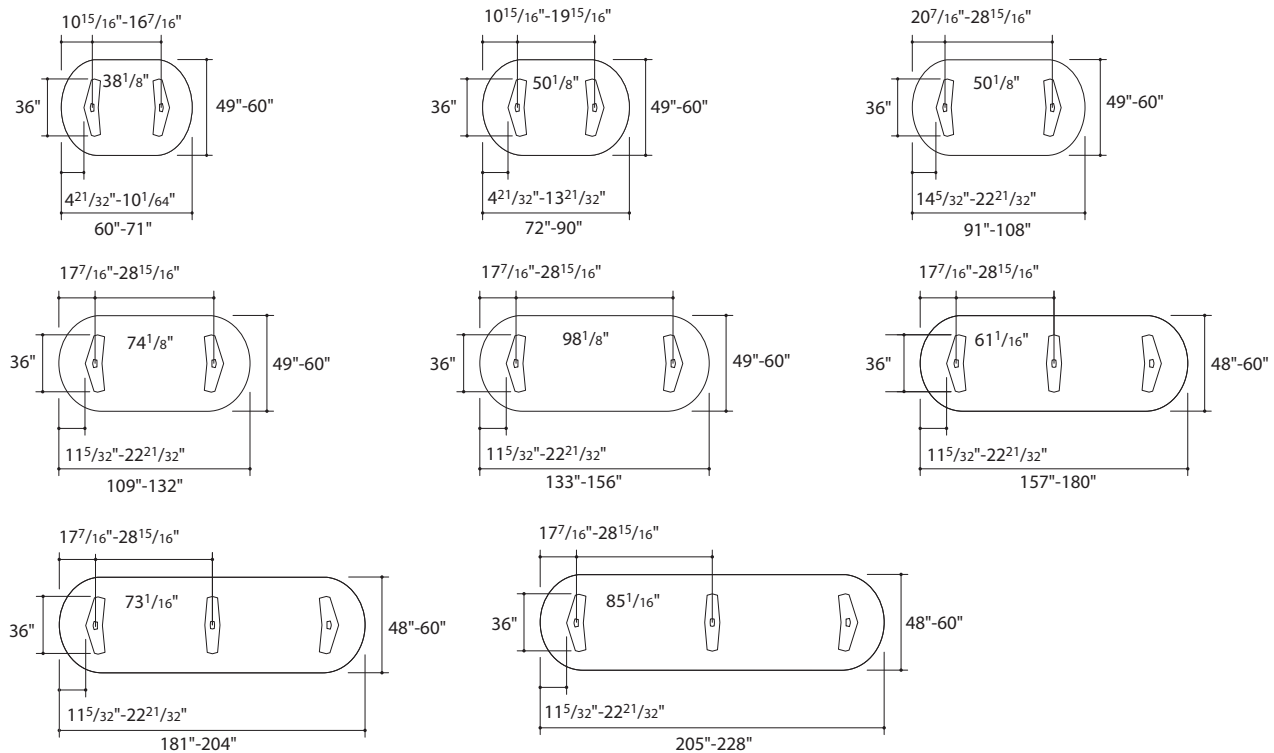 10 15/16"-16 7/16"
38 1/8"
36"
49"-60"
4 21/32"-10 1/64"
60"-71"
10 15/16"-19 15/16"
50 1/8"
36"
49"-60"
4 21/32"-13 21/32"
72"-90"
20 7/16"-28 15/16"
50 1/8"
36"
49"-60"
14 5/32"-22 21/32"
91"-108"
17 7/16"-28 15/16"
74 1/8"
36"
49"-60"
11 5/32"-22 21/32"
109"-132"
17 7/16"-28 15/16"
98 1/8"
36"
49"-60"
11 5/32"-22 21/32"
133"-156"
17 7/16"-28 15/16"
61 1/16"
36"
48"-60"
11 5/32"-22 21/32"
157"-180"
17 7/16"-28 15/16"
73 1/16"
36"
48"-60"
11 5/32"-22 21/32"
181"-204"
17 7/16"-28 15/16"
85 1/16"
36"
48"-60"
11 5/32"-22 21/32"
205"-228"